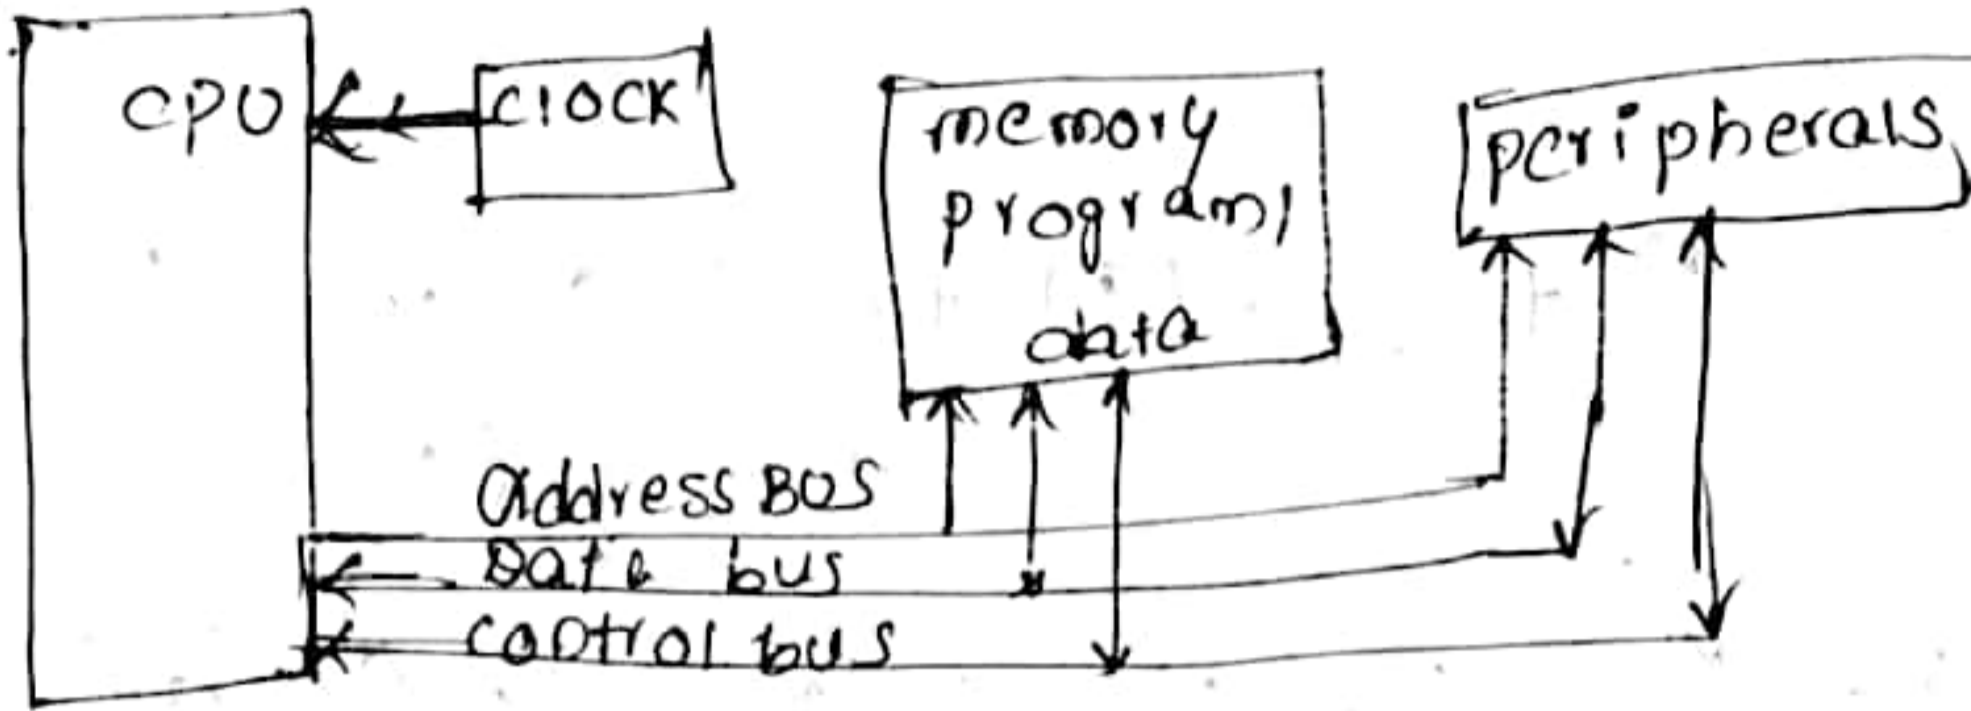 CPU
CLOCK
memory
program,
data
peripherals
Address BUS
Data bus
control bus